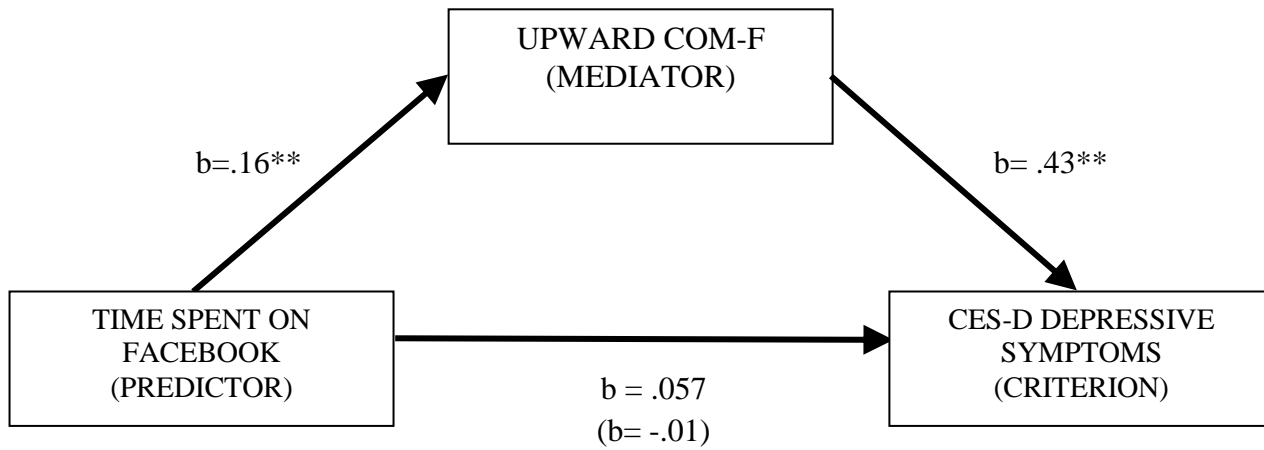 UPWARD COM-F
(MEDIATOR)
b=.16**
b= .43**
TIME SPENT ON
FACEBOOK
(PREDICTOR)
CES-D DEPRESSIVE
SYMPTOMS
(CRITERION)
b = .057
(b= -.01)